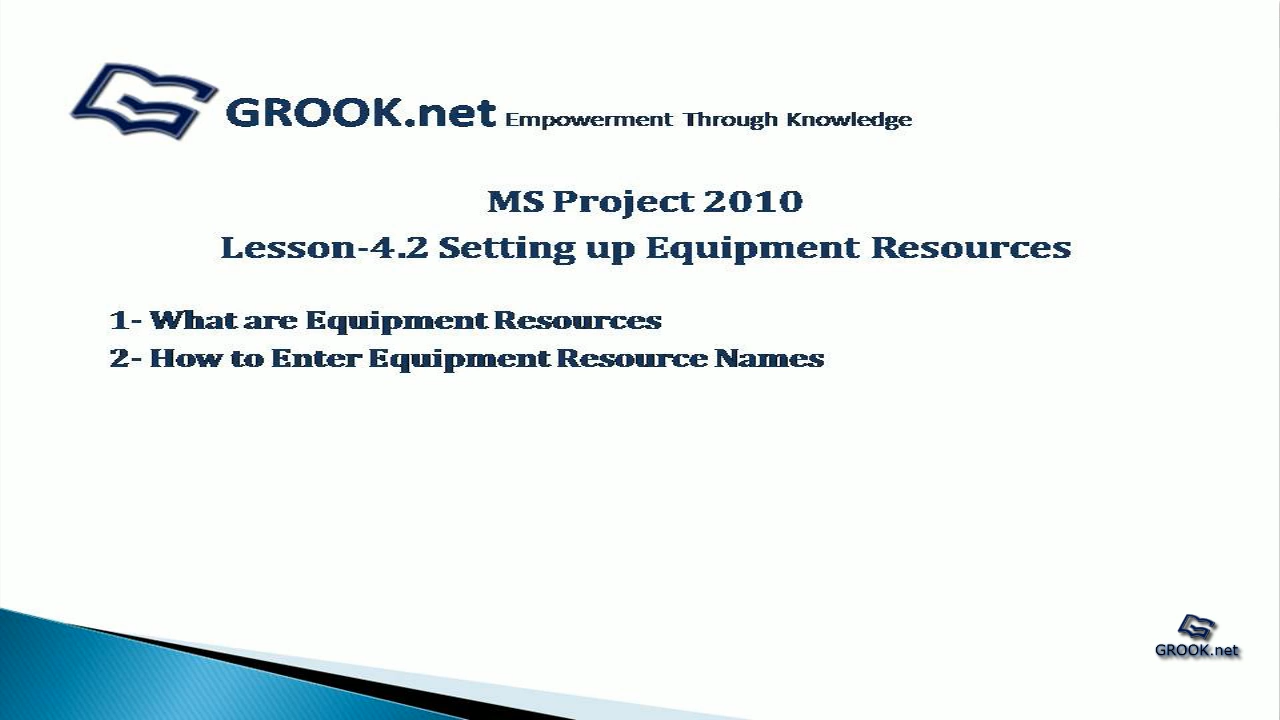 GROOK.net Empowerment Through Knowledge
MS Project 2010
Lesson-4.2 Setting up Equipment Resources
1- What are Equipment Resources
2- How to Enter Equipment Resource Names
GROOK.net